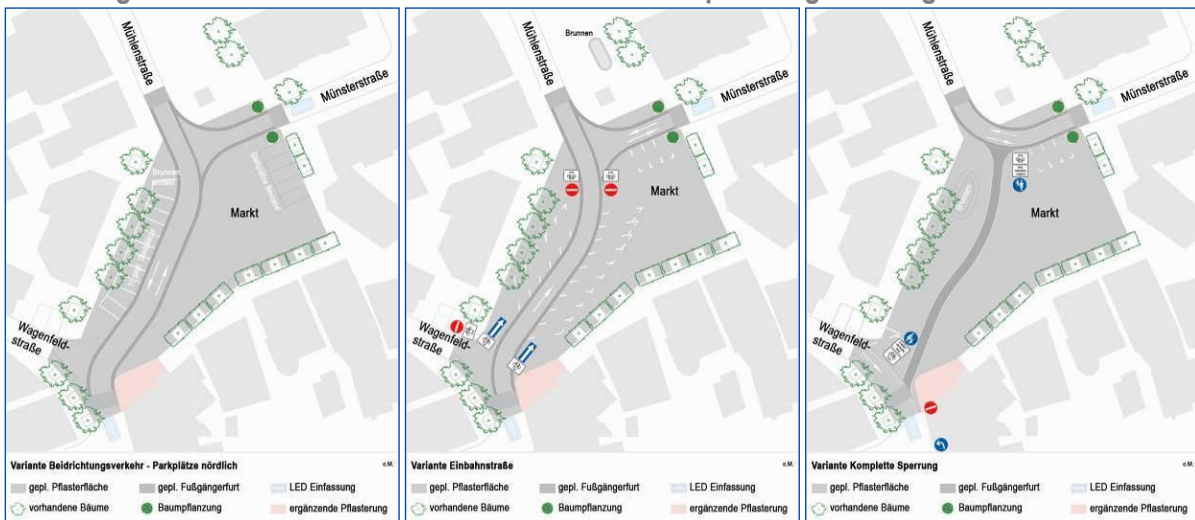 Mühlenstraße
Münsterstraße
Brunnen
Markt
Wagenfeld-
straße
Variante Beidrichtungsverkehr - Parkplätze nördlich
o.M.
gepl. Pflasterfläche
gepl. Fußgängerfurt
LED Einfassung
vorhandene Bäume
Baumpflanzung
ergänzende Pflasterung
Mühlenstraße
Brunnen
Münsterstraße
Markt
Wagenfeld-
straße
Variante Einbahnstraße
o.M.
gepl. Pflasterfläche
gepl. Fußgängerfurt
LED Einfassung
vorhandene Bäume
Baumpflanzung
ergänzende Pflasterung
Mühlenstraße
Münsterstraße
Markt
Wagenfeld-
straße
Variante Komplette Sperrung
o.M.
gepl. Pflasterfläche
gepl. Fußgängerfurt
LED Einfassung
vorhandene Bäume
Baumpflanzung
ergänzende Pflasterung